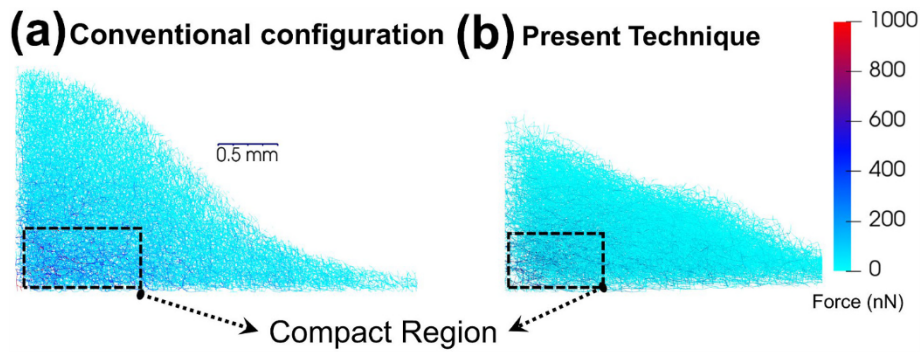 (a) Conventional configuration
(b) Present Technique
0.5 mm
1000
800
600
400
200
0
Force (nN)
Compact Region